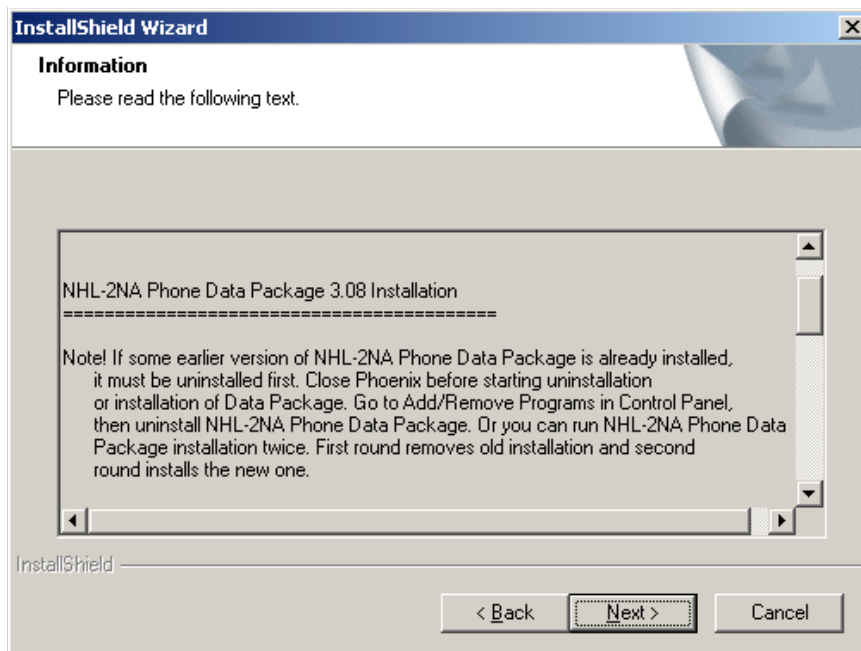 InstallShield Wizard
Information
Please read the following text.
NHL-2NA Phone Data Package 3.08 Installation
==========================================
Note! If some earlier version of NHL-2NA Phone Data Package is already installed,
it must be uninstalled first. Close Phoenix before starting uninstallation
or installation of Data Package. Go to Add/Remove Programs in Control Panel,
then uninstall NHL-2NA Phone Data Package. Or you can run NHL-2NA Phone Data
Package installation twice. First round removes old installation and second
round installs the new one.
InstallShield
< Back
Next >
Cancel